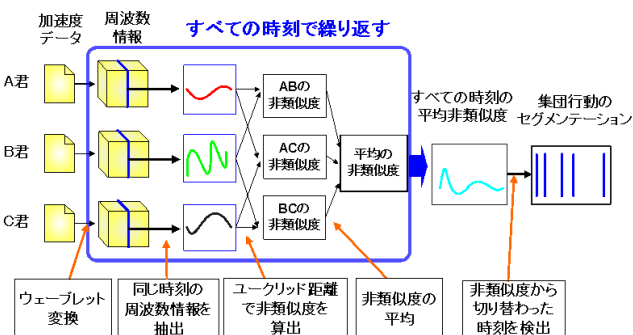 加速度
データ
周波数
情報
すべての時刻で繰り返す
A君
B君
C君
ABの
非類似度
ACの
非類似度
BCの
非類似度
平均の
非類似度
すべての時刻の
平均非類似度
集団行動の
セグメンテーション
ウェーブレット
変換
同じ時刻の
周波数情報を
抽出
ユークリッド距離
で非類似度を
算出
非類似度の
平均
非類似度から
切り替わった
時刻を検出